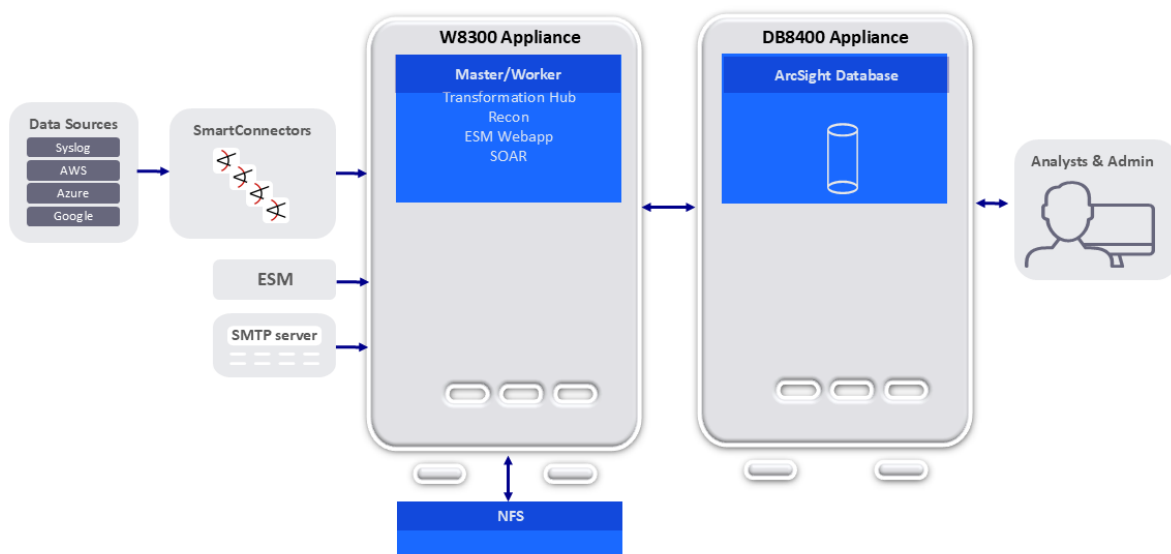 W8300 Appliance
DB8400 Appliance
Master/Worker
Transformation Hub
Recon
ESM Webapp
SOAR
ArcSight Database
Data Sources
Syslog
AWS
Azure
Google
SmartConnectors
ESM
SMTP server
Analysts & Admin
NFS